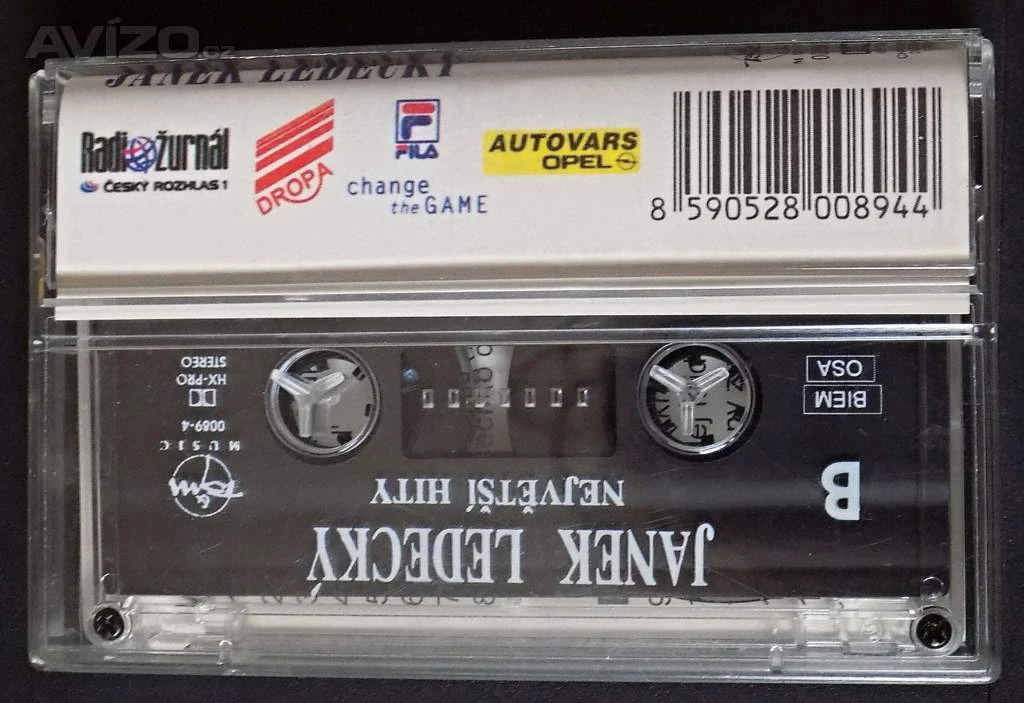 AVÍZO.cz
JANEK LEDECKÝ
Radiožurnál
ČESKÝ ROZHLAS 1
DROPA
F
FILA
change
the GAME
AUTOVARS
OPEL
8 590528 008944
JANEK LEDECKÝ
NEJVĚTŠÍ HITY
B
BIEM
OSA
&
MUSIC
0089-4
HX-PRO
STEREO